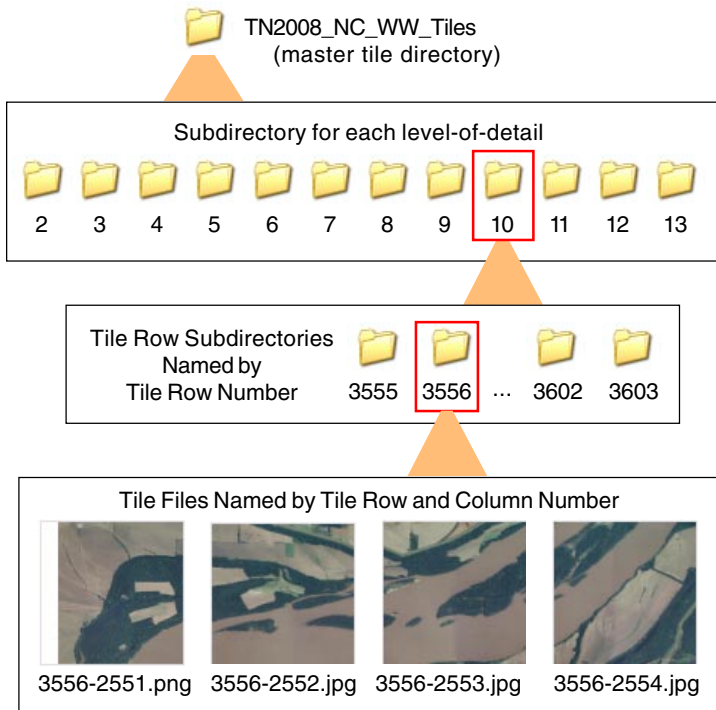 TN2008_NC_WW_Tiles
(master tile directory)
Subdirectory for each level-of-detail
2 3 4 5 6 7 8 9 10 11 12 13
Tile Row Subdirectories
Named by
Tile Row Number
3555 3556 ... 3602 3603
Tile Files Named by Tile Row and Column Number
3556-2551.png 3556-2552.jpg 3556-2553.jpg 3556-2554.jpg